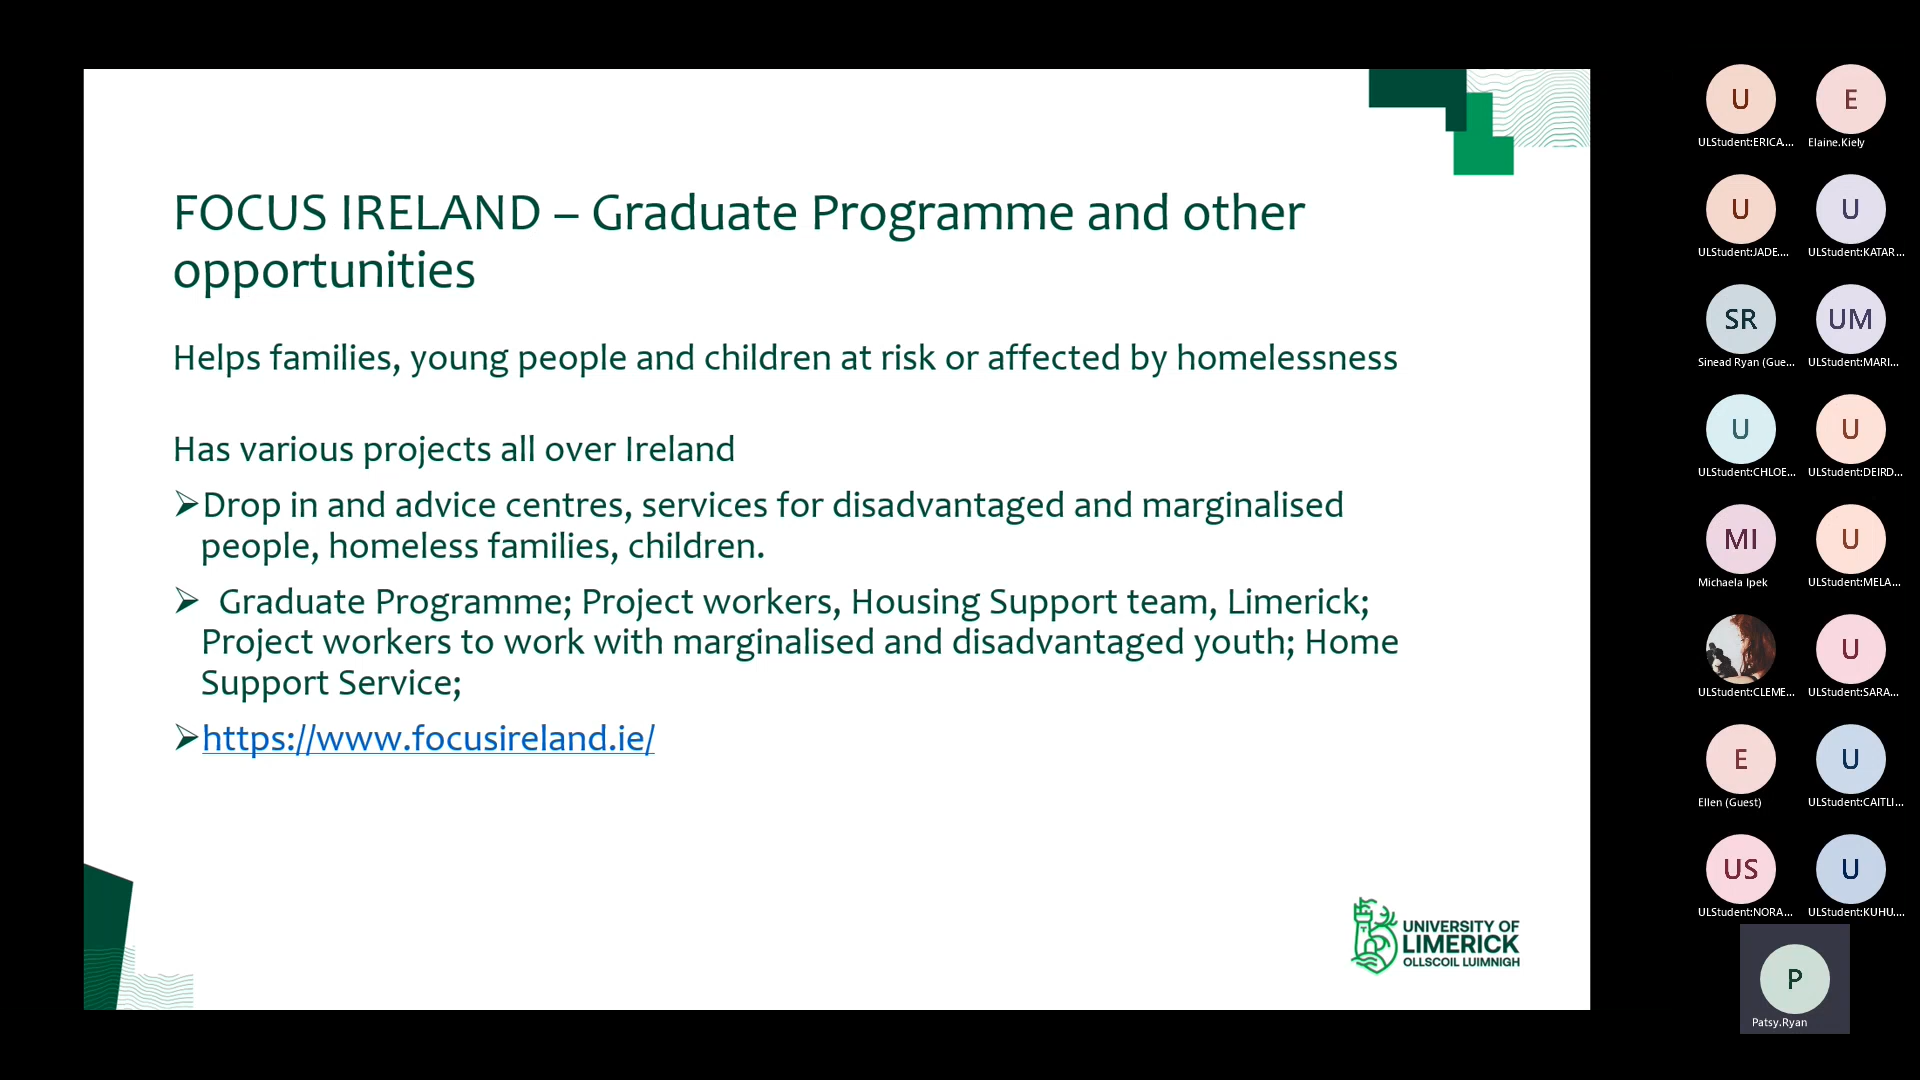 FOCUS IRELAND – Graduate Programme and other
opportunities
Helps families, young people and children at risk or affected by homelessness
Has various projects all over Ireland
➢Drop in and advice centres, services for disadvantaged and marginalised
people, homeless families, children.
➢ Graduate Programme; Project workers, Housing Support team, Limerick;
Project workers to work with marginalised and disadvantaged youth; Home
Support Service;
➢https://www.focusireland.ie/
UNIVERSITY OF
LIMERICK
OLLSCOIL LUIMNIGH
U E
ULStudent:ERICA.... Elaine.Kiely
U U
ULStudent:JADE.... ULStudent:KATAR...
SR UM
Sinead Ryan (Gue... ULStudent:MARI...
U U
ULStudent:CHLOE... ULStudent:DEIRD...
MI U
Michaela Ipek ULStudent:MELA...
U
ULStudent:CLEME... ULStudent:SARA...
E U
Ellen (Guest) ULStudent:CAITLI...
US U
ULStudent:NORA... ULStudent:KUHU....
P
Patsy.Ryan